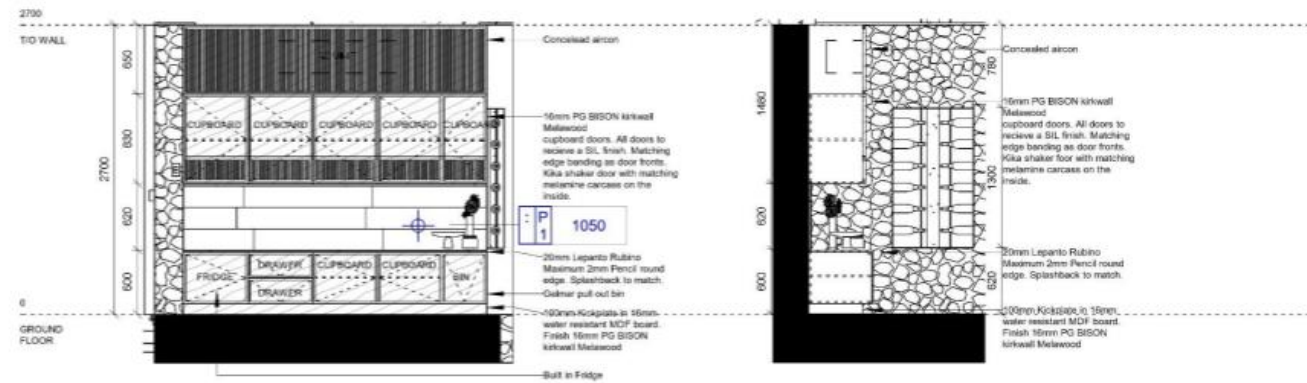 2700
T/O WALL
650
830
2700
620
600
0
GROUND
FLOOR
CUPBOARD CUPBOARD CUPBOARD CUPBOARD CUPBOARD
FRIDGE DRAWER CUPBOARD CUPBOARD BIN
DRAWER
: P 1 1050
Concelead aircon
16mm PG BISON kirkwall
Melawood
cupboard doors. All doors to
recieve a SIL finish. Matching
edge banding as door fronts.
Kika shaker door with matching
melamine carcass on the
inside.
20mm Lepanto Rubino
Maximum 2mm Pencil round
edge. Splashback to match.
Gelmar pull out bin
100mm Kickplate in 16mm
water resistant MDF board.
Finish 16mm PG BISON
kirkwall Melawood
Built in Fridge
1480
620
600
780
1300
620
Concealed aircon
16mm PG BISON kirkwall
Melawood
cupboard doors. All doors to
recieve a SIL finish. Matching
edge banding as door fronts.
Kika shaker foor with matching
melamine carcass on the
inside.
20mm Lepanto Rubino
Maximum 2mm Pencil round
edge. Splashback to match.
100mm Kickplate in 16mm
water resistant MDF board.
Finish 16mm PG BISON
kirkwall Melawood